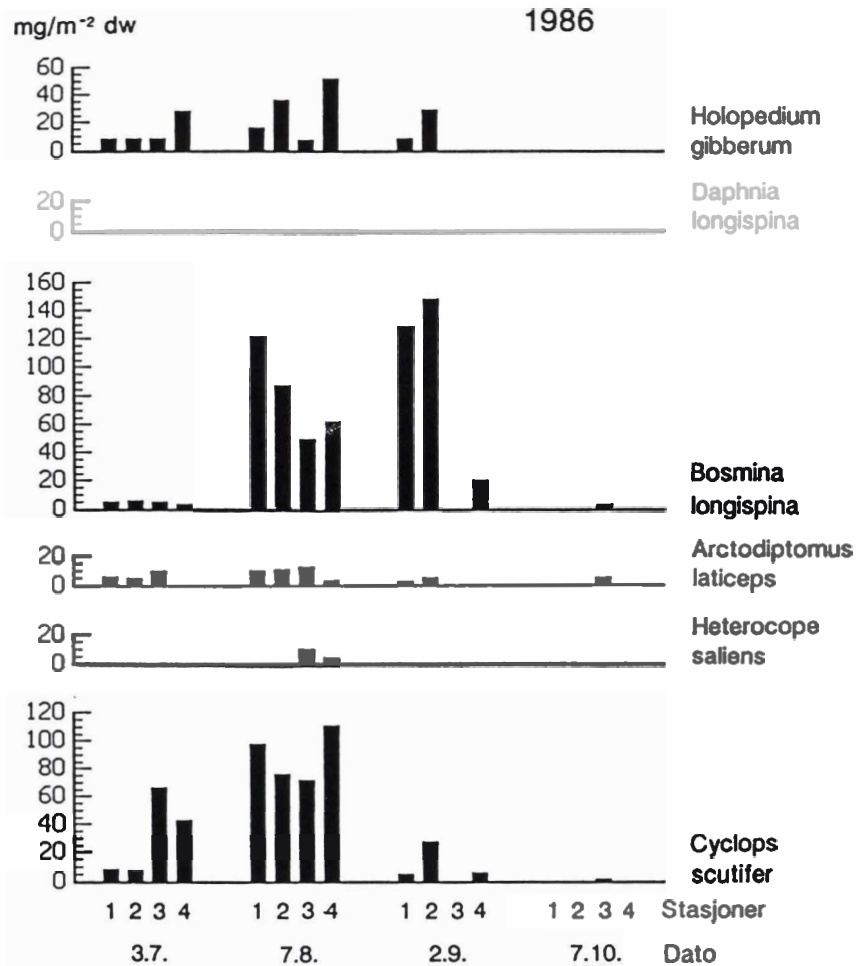 mg/m⁻² dw
1986
60
40
20
0
Holopedium
gibberum
20
0
Daphnia
longispina
160
140
120
100
80
60
40
20
0
Bosmina
longispina
20
0
Arctodiptomus
laticeps
20
0
Heterocope
saliens
120
100
80
60
40
20
0
Cyclops
scutifer
1 2 3 4 1 2 3 4 1 2 3 4 1 2 3 4 Stasjoner
3.7. 7.8. 2.9. 7.10. Dato